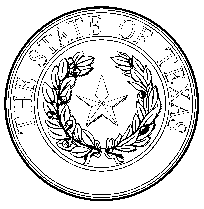 THE STATE OF TEXAS